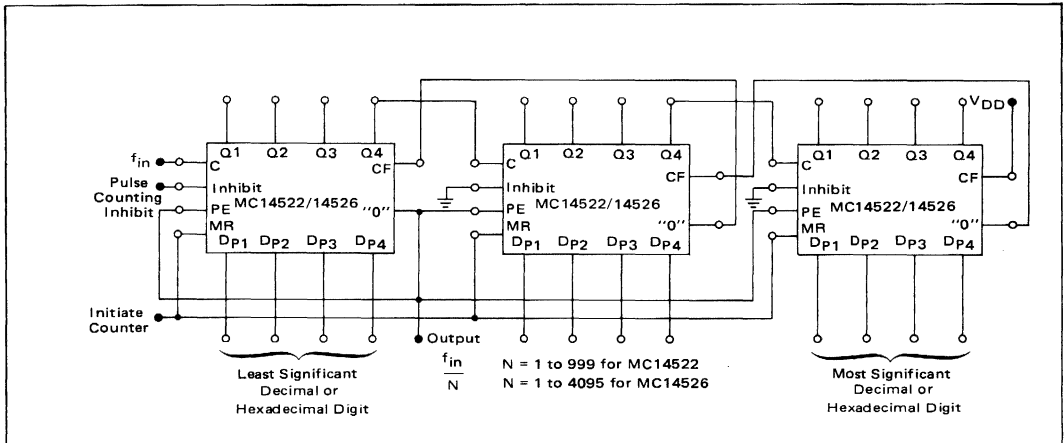 Q1 Q2 Q3 Q4
C
CF
Inhibit
MC14522/14526
PE
"0"
MR
DP1 DP2 DP3 DP4
Q1 Q2 Q3 Q4
C
CF
Inhibit
MC14522/14526
PE
"0"
MR
DP1 DP2 DP3 DP4
VDD
Q1 Q2 Q3 Q4
C
CF
Inhibit
MC14522/14526
PE
"0"
MR
DP1 DP2 DP3 DP4
fin
Pulse
Counting
Inhibit
Initiate
Counter
Output
fin
N
N = 1 to 999 for MC14522
N = 1 to 4095 for MC14526
Least Significant
Decimal or
Hexadecimal Digit
Most Significant
Decimal or
Hexadecimal Digit